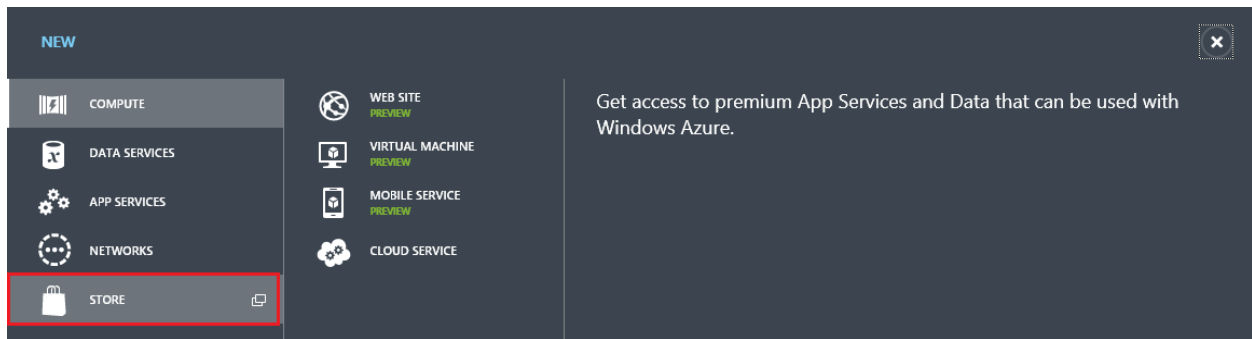 NEW
COMPUTE
DATA SERVICES
APP SERVICES
NETWORKS
STORE
WEB SITE
PREVIEW
VIRTUAL MACHINE
PREVIEW
MOBILE SERVICE
PREVIEW
CLOUD SERVICE
Get access to premium App Services and Data that can be used with
Windows Azure.